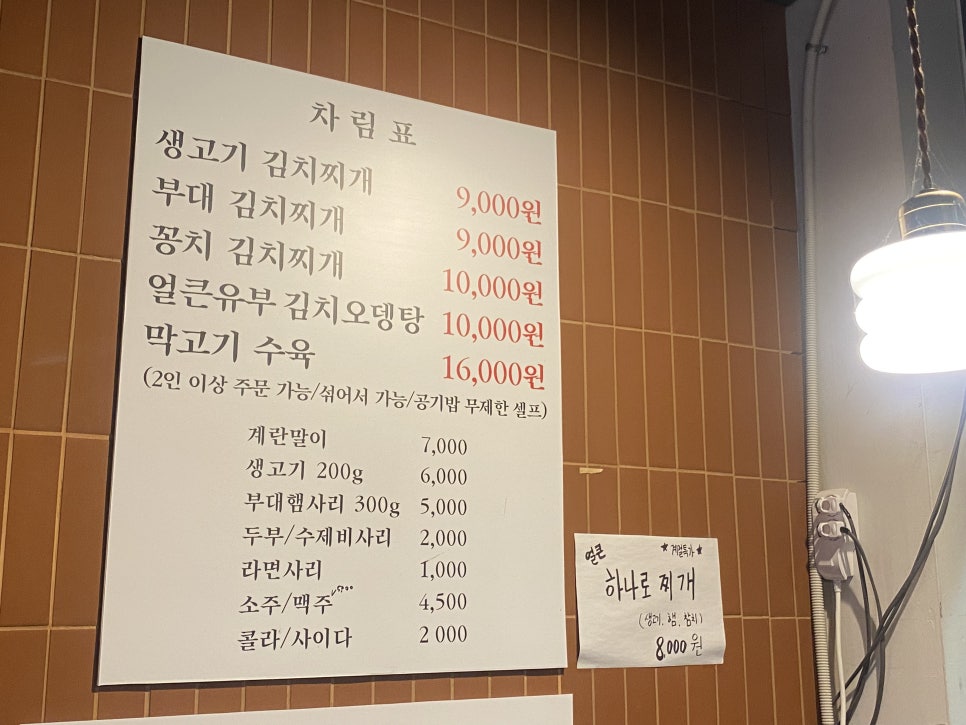 차림표
생고기 김치찌개 9,000원
부대 김치찌개 9,000원
꽁치 김치찌개 10,000원
얼큰유부 김치오뎅탕 10,000원
막고기 수육 16,000원
(2인 이상 주문 가능/섞어서 가능/공기밥 무제한 셀프)
계란말이 7,000
생고기 200g 6,000
부대햄사리 300g 5,000
두부/수제비사리 2,000
라면사리 1,000
소주/맥주 4,500
콜라/사이다 2 000
얼큰 ★계절특가★
하나로 찌개
8,000원